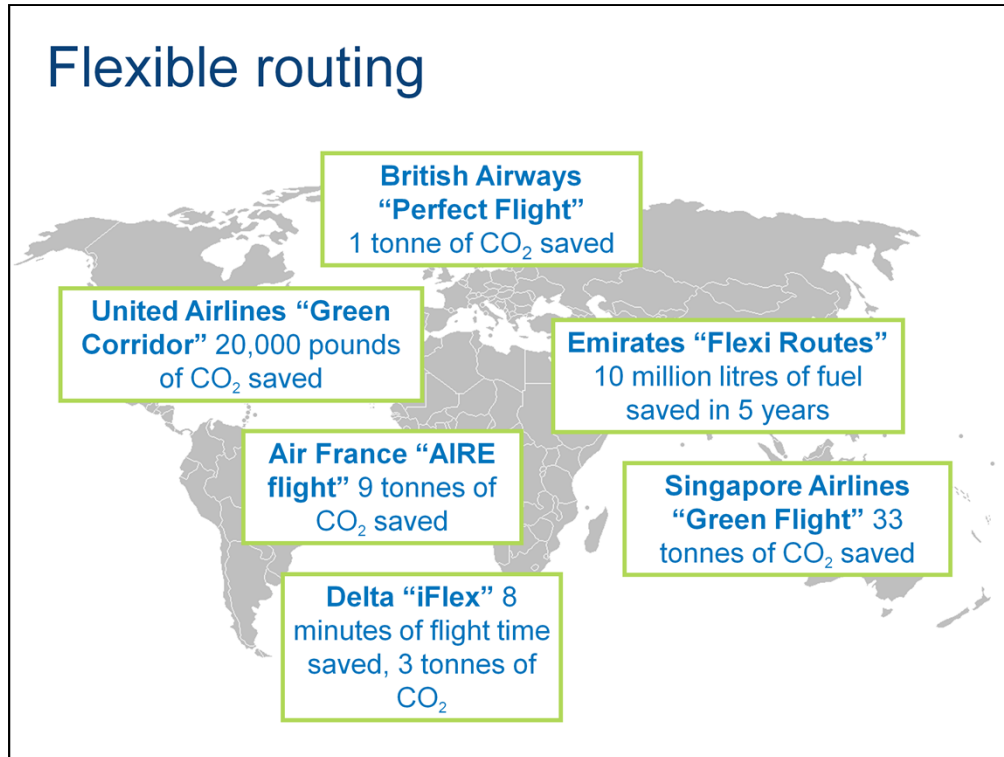 Flexible routing
British Airways
“Perfect Flight”
1 tonne of CO₂ saved
United Airlines “Green
Corridor” 20,000 pounds
of CO₂ saved
Emirates “Flexi Routes”
10 million litres of fuel
saved in 5 years
Air France “AIRE
flight” 9 tonnes of
CO₂ saved
Singapore Airlines
“Green Flight” 33
tonnes of CO₂ saved
Delta “iFlex” 8
minutes of flight time
saved, 3 tonnes of
CO₂